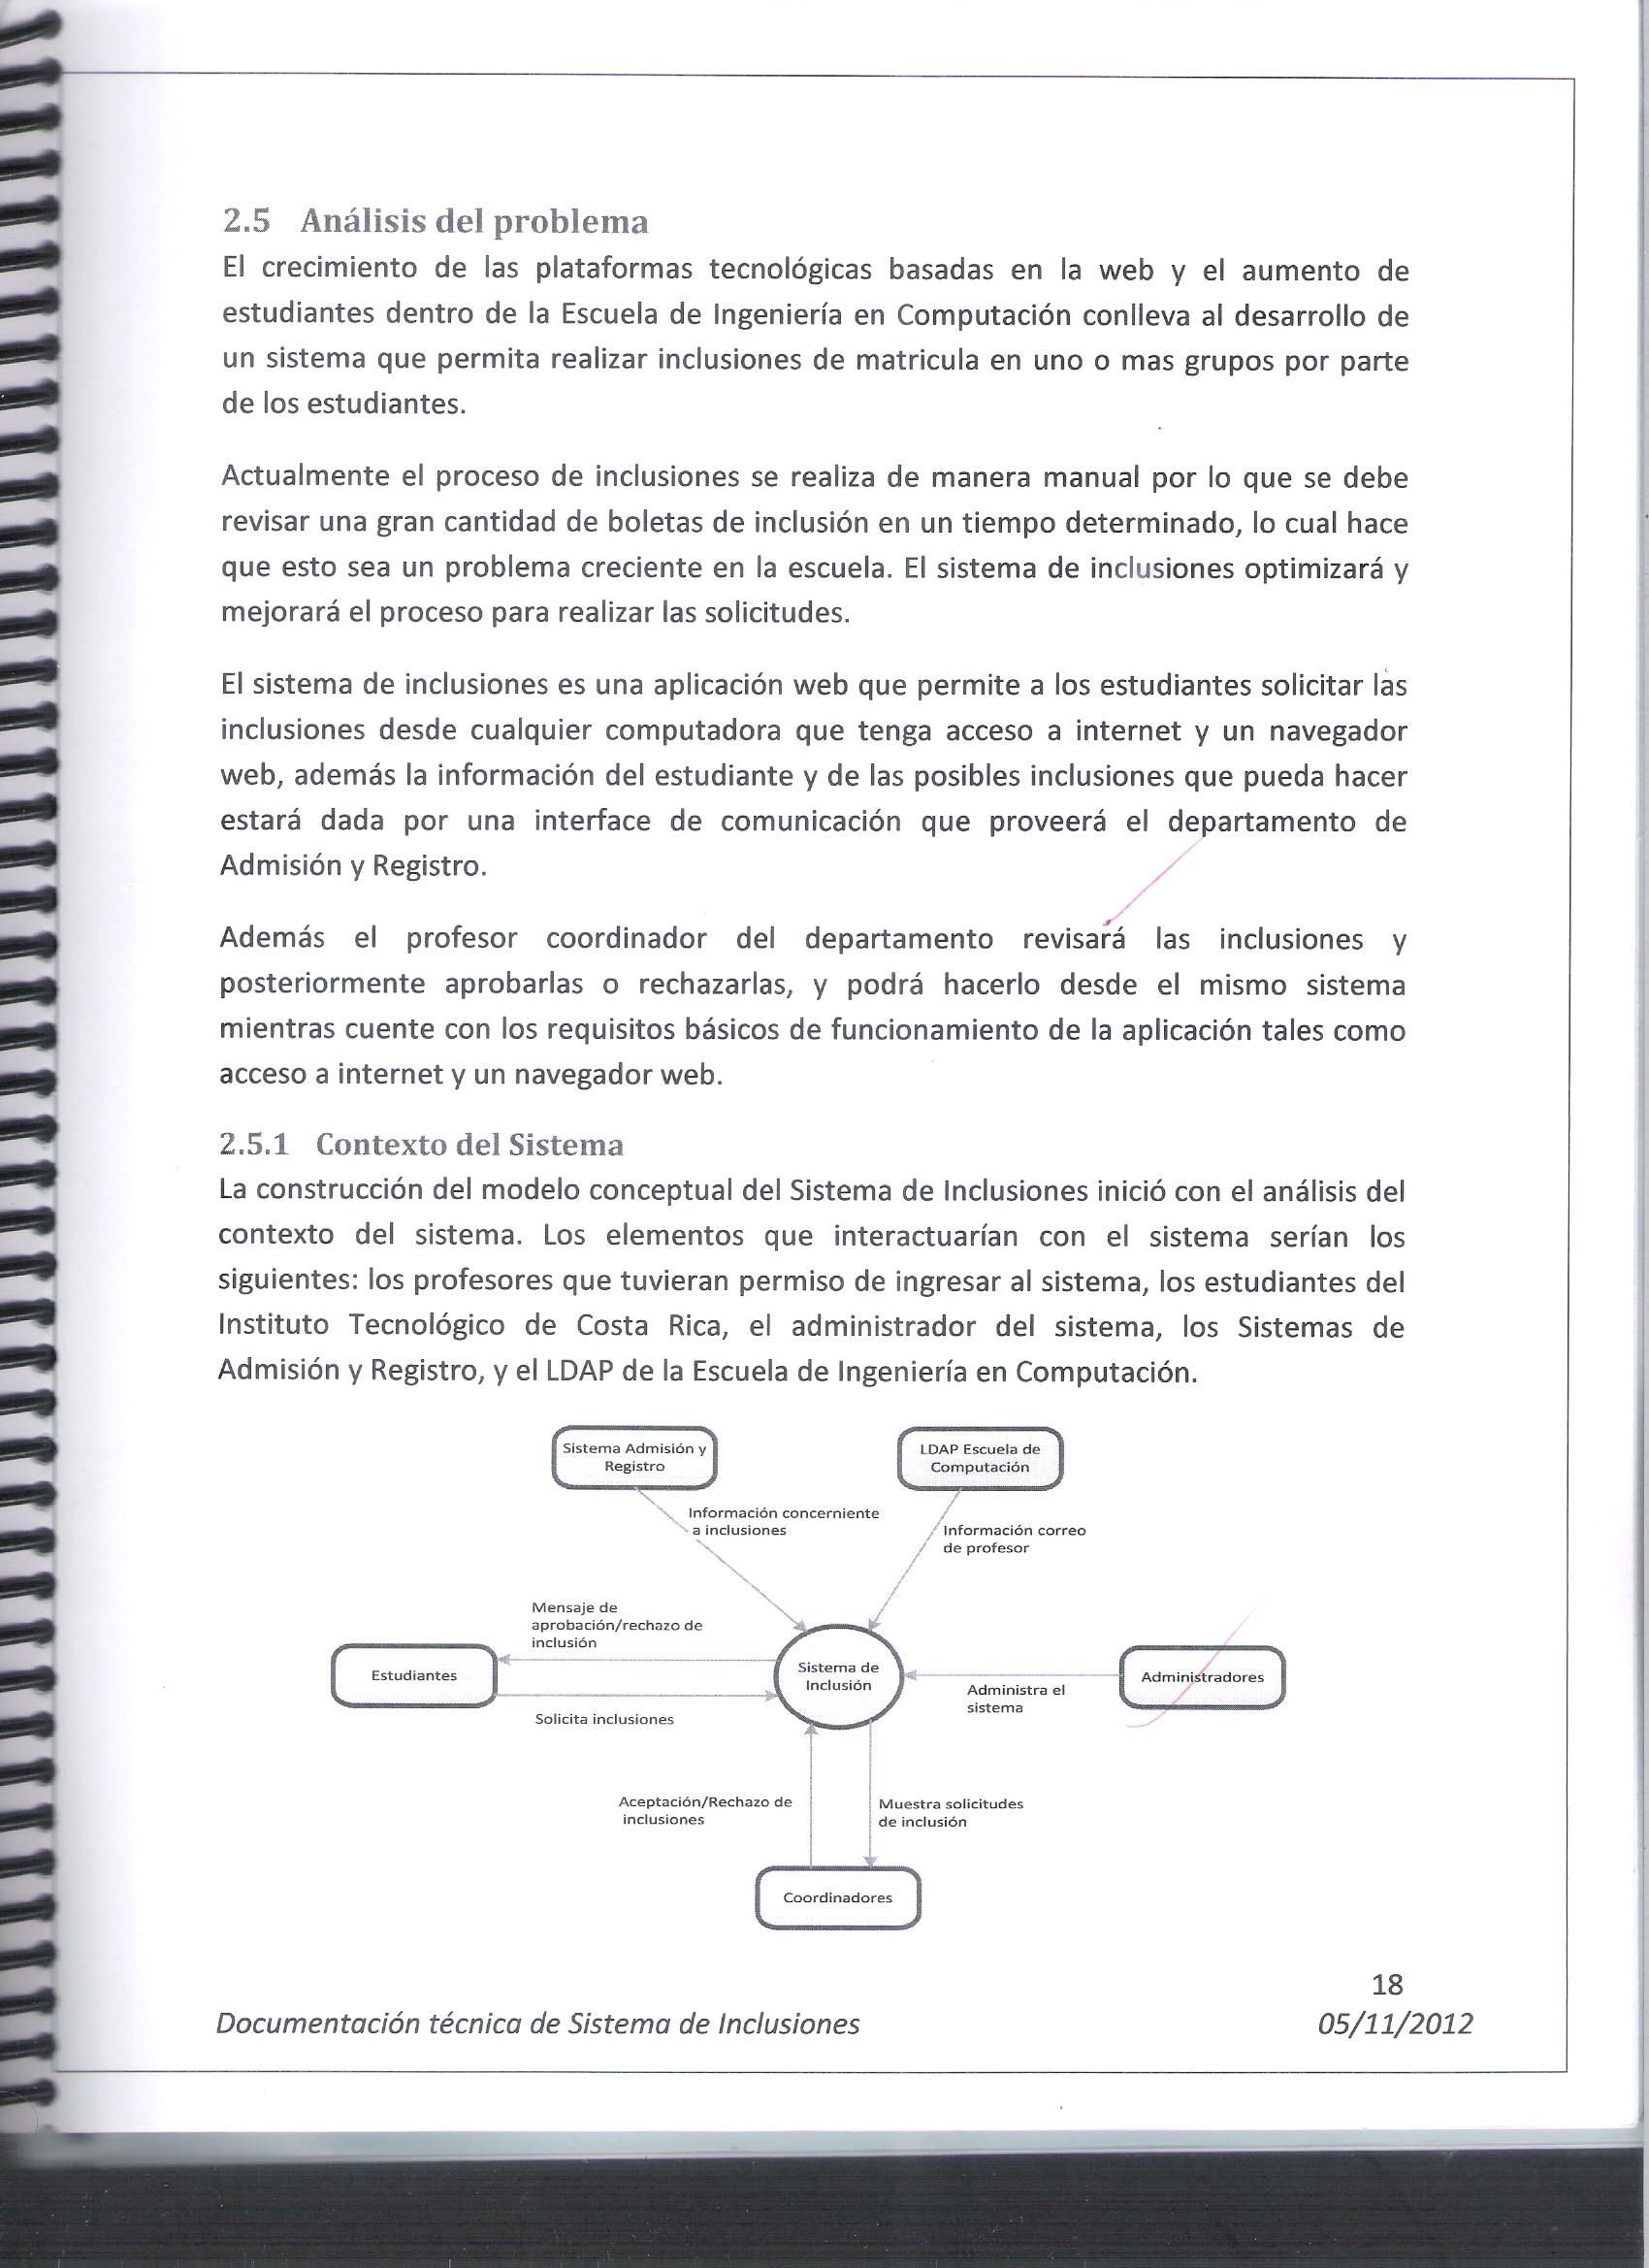 2.5 Análisis del problema
El crecimiento de las plataformas tecnológicas basadas en la web y el aumento de
estudiantes dentro de la Escuela de Ingeniería en Computación conlleva al desarrollo de
un sistema que permita realizar inclusiones de matricula en uno o mas grupos por parte
de los estudiantes.
Actualmente el proceso de inclusiones se realiza de manera manual por lo que se debe
revisar una gran cantidad de boletas de inclusión en un tiempo determinado, lo cual hace
que esto sea un problema creciente en la escuela. El sistema de inclusiones optimizará y
mejorará el proceso para realizar las solicitudes.
El sistema de inclusiones es una aplicación web que permite a los estudiantes solicitar las
inclusiones desde cualquier computadora que tenga acceso a internet y un navegador
web, además la información del estudiante y de las posibles inclusiones que pueda hacer
estará dada por una interface de comunicación que proveerá el departamento de
Admisión y Registro.
Además el profesor coordinador del departamento revisará las inclusiones y
posteriormente aprobarlas o rechazarlas, y podrá hacerlo desde el mismo sistema
mientras cuente con los requisitos básicos de funcionamiento de la aplicación tales como
acceso a internet y un navegador web.
2.5.1 Contexto del Sistema
La construcción del modelo conceptual del Sistema de Inclusiones inició con el análisis del
contexto del sistema. Los elementos que interactuarían con el sistema serían los
siguientes: los profesores que tuvieran permiso de ingresar al sistema, los estudiantes del
Instituto Tecnológico de Costa Rica, el administrador del sistema, los Sistemas de
Admisión y Registro, y el LDAP de la Escuela de Ingeniería en Computación.
Sistema Admisión y
Registro
LDAP Escuela de
Computación
Información concerniente
a inclusiones
Información correo
de profesor
Mensaje de
aprobación/rechazo de
inclusión
Estudiantes
Sistema de
Inclusión
Administradores
Administra el
sistema
Solicita inclusiones
Aceptación/Rechazo de
inclusiones
Muestra solicitudes
de inclusión
Coordinadores
18
Documentación técnica de Sistema de Inclusiones
05/11/2012